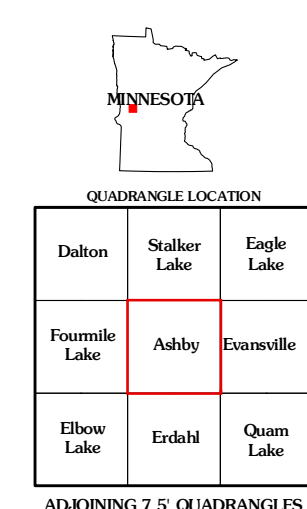 MINNESOTA
QUADRANGLE LOCATION
Dalton
Stalker
Lake
Eagle
Lake
Fourmile
Lake
Ashby
Evansville
Elbow
Lake
Erdahl
Quam
Lake
ADJOINING 7.5' QUADRANGLES